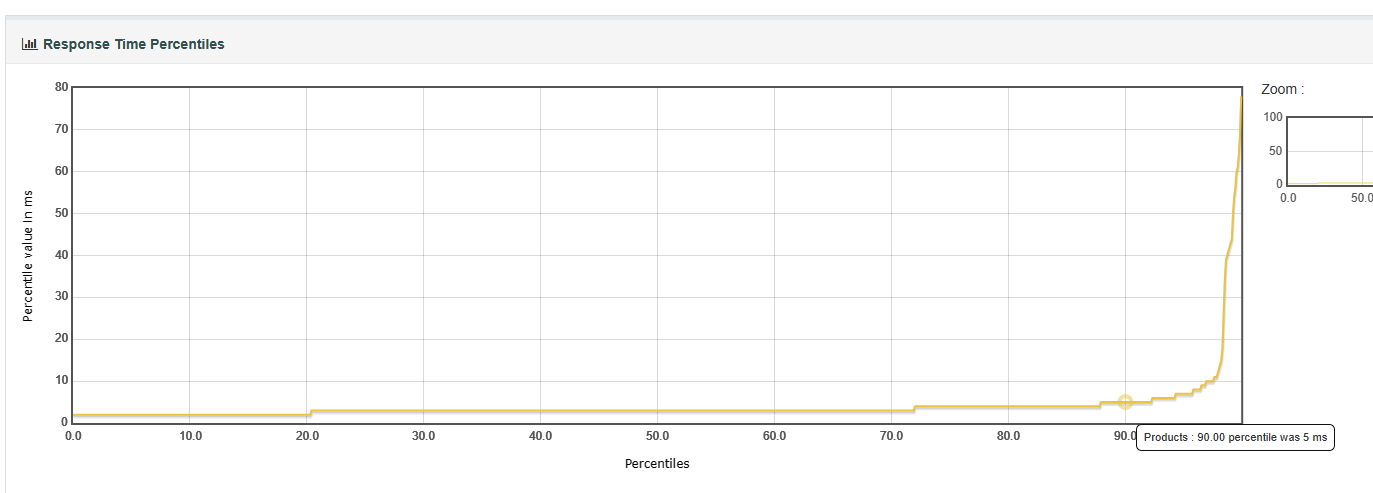 Response Time Percentiles
Percentile value in ms
80
70
60
50
40
30
20
10
0
0.0 10.0 20.0 30.0 40.0 50.0 60.0 70.0 80.0 90.0
Percentiles
Products : 90.00 percentile was 5 ms
Zoom :
100
50
0
0.0 50.0